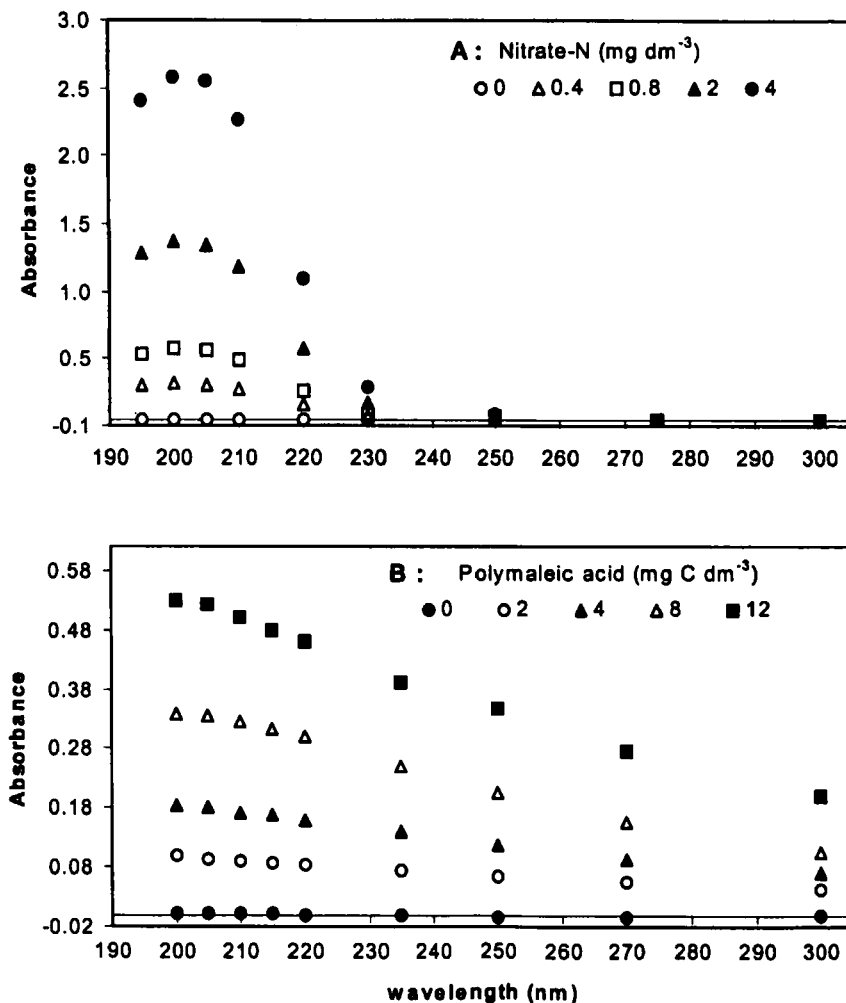 A : Nitrate-N (mg dm⁻³)
○ 0 △ 0.4 □ 0.8 ▲ 2 ● 4
Absorbance
3.0
2.5
2.0
1.5
1.0
0.5
-0.1
190 200 210 220 230 240 250 260 270 280 290 300
B : Polymaleic acid (mg C dm⁻³)
● 0 ○ 2 ▲ 4 △ 8 ■ 12
Absorbance
0.58
0.48
0.38
0.28
0.18
0.08
-0.02
190 200 210 220 230 240 250 260 270 280 290 300
wavelength (nm)